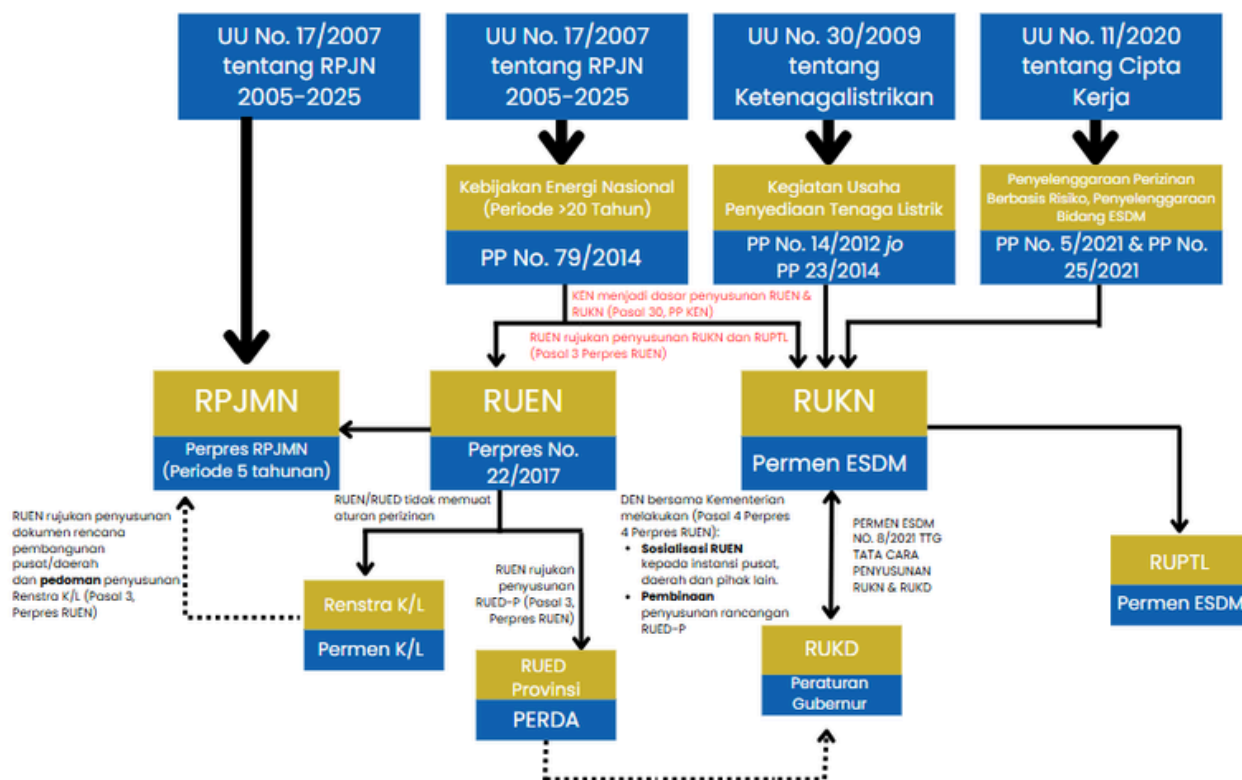 UU No. 17/2007
tentang RPJN
2005-2025
UU No. 17/2007
tentang RPJN
2005-2025
UU No. 30/2009
tentang
Ketenagalistrikan
UU No. 11/2020
tentang Cipta
Kerja
Kebijakan Energi Nasional
(Periode >20 Tahun)
PP No. 79/2014
Kegiatan Usaha
Penyediaan Tenaga Listrik
PP No. 14/2012 jo
PP 23/2014
Penyelenggaraan Perizinan
Berbasis Risiko, Penyelenggaraan
Bidang ESDM
PP No. 5/2021 & PP No.
25/2021
KEN menjadi dasar penyusunan RUEN &
RUKN (Pasal 30, PP KEN)
RUEN rujukan penyusunan RUKN dan RUPTL
(Pasal 3 Perpres RUEN)
RPJMN
Perpres RPJMN
(Periode 5 tahunan)
RUEN
Perpres No.
22/2017
RUKN
Permen ESDM
RUEN rujukan penyusunan
dokumen rencana
pembangunan
pusat/daerah
dan pedoman penyusunan
Renstra K/L (Pasal 3,
Perpres RUEN)
RUEN/RUED tidak memuat
aturan perizinan
Renstra K/L
Permen K/L
RUEN rujukan
penyusunan
RUED-P (Pasal 3,
Perpres RUEN)
RUED
Provinsi
PERDA
DEN bersama Kementerian
melakukan (Pasal 4 Perpres
4 Perpres RUEN):
• Sosialisasi RUEN
kepada instansi pusat,
daerah dan pihak lain.
• Pembinaan
penyusunan rancangan
RUED-P
PERMEN ESDM
NO. 8/2021 TTG
TATA CARA
PENYUSUNAN
RUKN & RUKD
RUKD
Peraturan
Gubernur
RUPTL
Permen ESDM